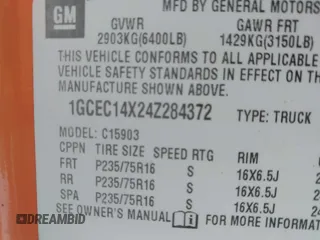 GM
MFD BY GENERAL MOTORS
GVWR GAWR FRT
2903KG(6400LB) 1429KG(3150LB)
THIS VEHICLE CONFORMS TO ALL APPLICABLE
VEHICLE SAFETY STANDARDS IN EFFECT ON
MANUFACTURE SHOWN ABOVE.
1GCEC14X24Z284372 TYPE: TRUCK
MODEL: C15903
CPPN TIRE SIZE SPEED RTG RIM
FRT P235/75R16 S 16X6.5J
RR P235/75R16 S 16X6.5J
SPA P235/75R16 S 16X6.5J
SEE OWNER'S MANUAL FOR MORE INFORMATION
DREAMBID